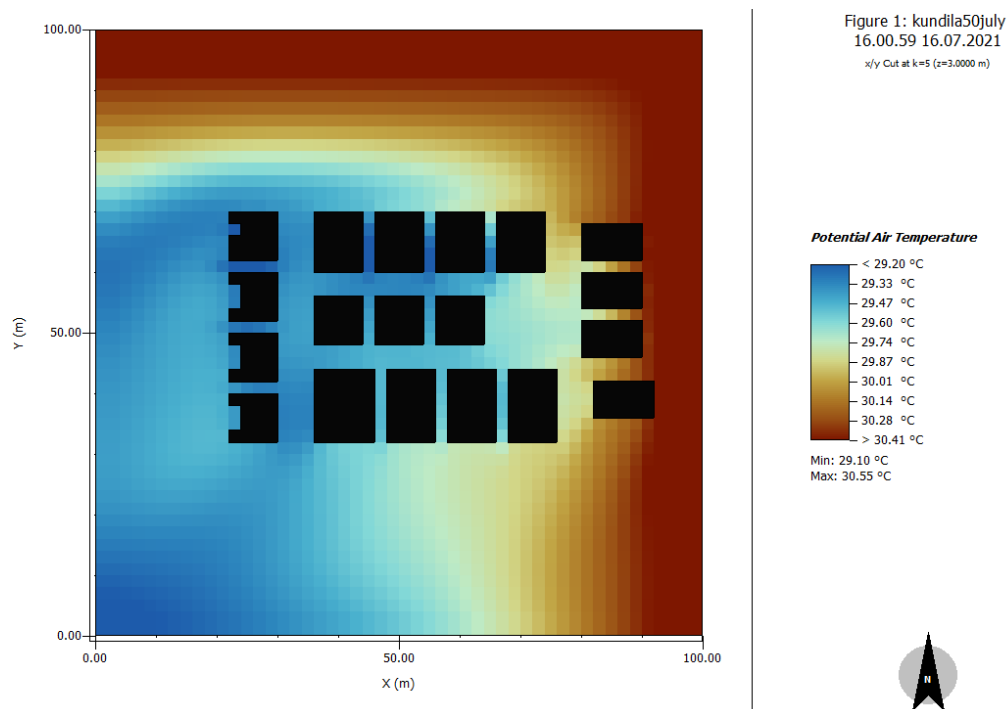 Figure 1: kundila50july
16.00.59 16.07.2021
x/y Cut at k=5 (z=3.0000 m)
100.00
50.00
0.00
Y (m)
0.00
50.00
100.00
X (m)
Potential Air Temperature
< 29.20 °C
29.33 °C
29.47 °C
29.60 °C
29.74 °C
29.87 °C
30.01 °C
30.14 °C
30.28 °C
> 30.41 °C
Min: 29.10 °C
Max: 30.55 °C
N